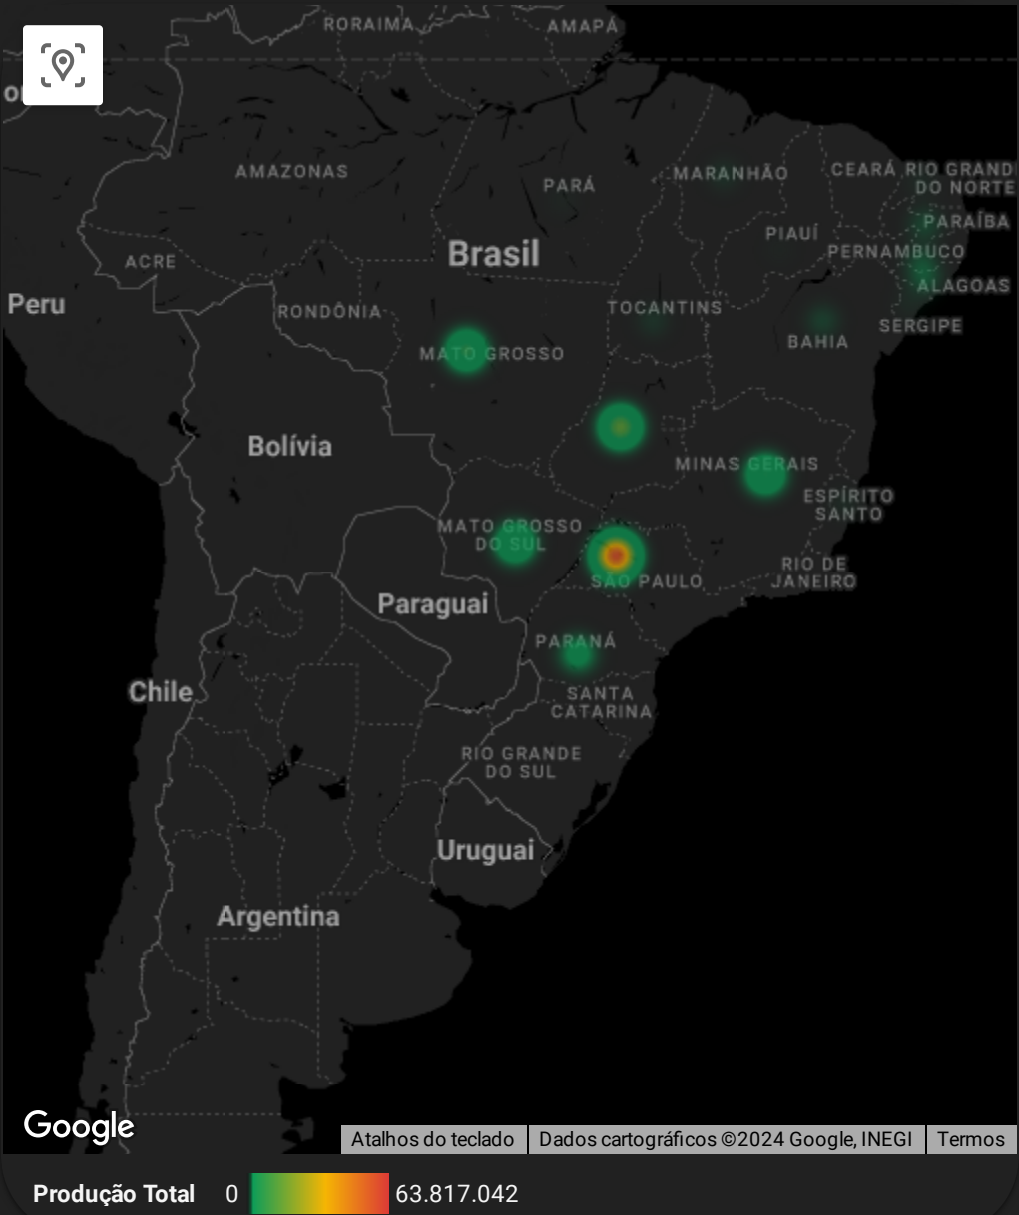 RORAIMA
AMAPÁ
AMAZONAS
PARÁ
MARANHÃO
CEARÁ
RIO GRAND
DO NORTE
PARAÍBA
PIAUÍ
PERNAMBUCO
ACRE
Brasil
ALAGOAS
Peru
RONDÔNIA
TOCANTINS
SERGIPE
BAHIA
MATO GROSSO
Bolívia
MINAS GERAIS
ESPÍRITO
SANTO
MATO GROSSO
DO SUL
RIO DE
JANEIRO
SÃO PAULO
Paraguai
PARANÁ
Chile
SANTA
CATARINA
RIO GRANDE
DO SUL
Uruguai
Argentina
Google
Atalhos do teclado
Dados cartográficos ©2024 Google, INEGI
Termos
Produção Total 0 63.817.042